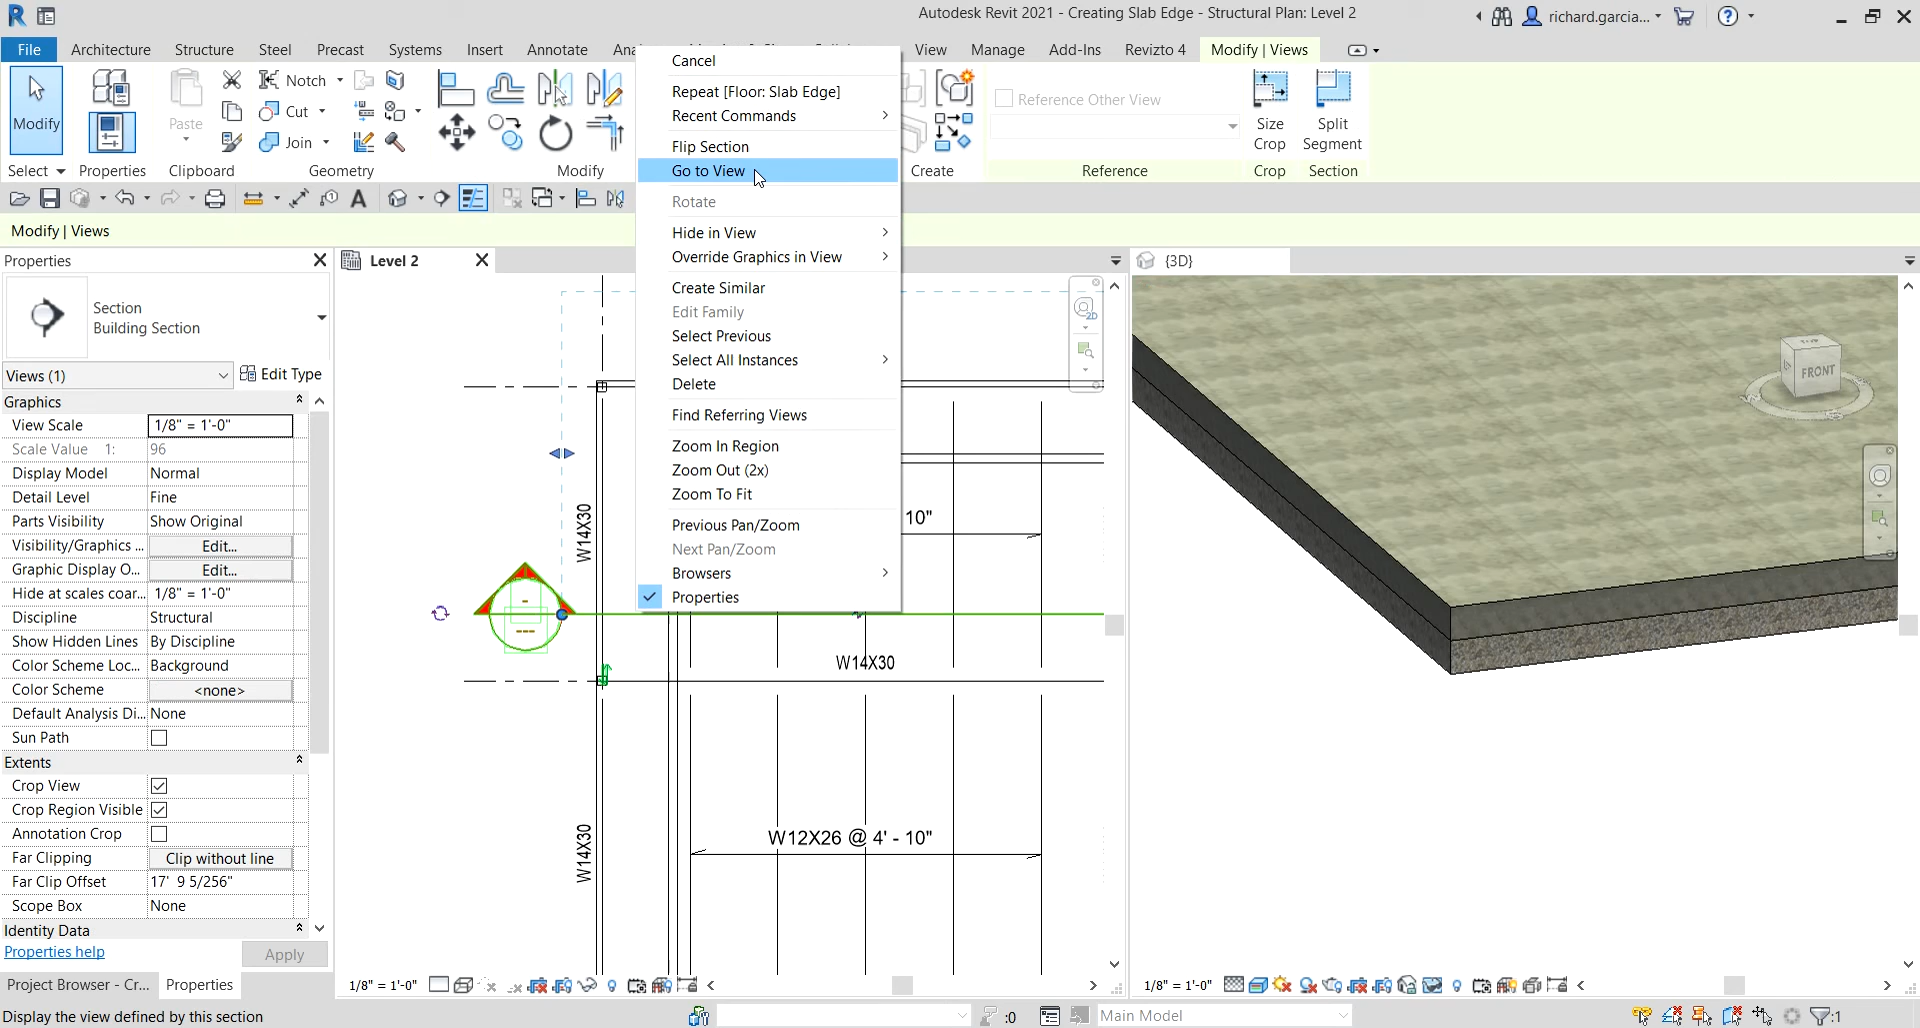 Autodesk Revit 2021 - Creating Slab Edge - Structural Plan: Level 2
richard.garcia...
File
Architecture
Structure
Steel
Precast
Systems
Insert
Annotate
View
Manage
Add-Ins
Revizto 4
Modify | Views
Modify
Paste
Notch
Cut
Join
Reference Other View
Size
Crop
Split
Segment
Select
Properties
Clipboard
Geometry
Modify
Create
Reference
Crop
Section
Modify | Views
Cancel
Repeat [Floor: Slab Edge]
Recent Commands
Flip Section
Go to View
Rotate
Hide in View
Override Graphics in View
Create Similar
Edit Family
Select Previous
Select All Instances
Delete
Find Referring Views
Zoom In Region
Zoom Out (2x)
Zoom To Fit
Previous Pan/Zoom
Next Pan/Zoom
Browsers
Properties
Properties
Section
Building Section
Views (1)
Edit Type
Graphics
View Scale 1/8" = 1'-0"
Scale Value 1: 96
Display Model Normal
Detail Level Fine
Parts Visibility Show Original
Visibility/Graphics ... Edit...
Graphic Display O... Edit...
Hide at scales coar... 1/8" = 1'-0"
Discipline Structural
Show Hidden Lines By Discipline
Color Scheme Loc... Background
Color Scheme <none>
Default Analysis Di... None
Sun Path
Extents
Crop View
Crop Region Visible
Annotation Crop
Far Clipping Clip without line
Far Clip Offset 17' 9 5/256"
Scope Box None
Identity Data
Properties help
Apply
Project Browser - Cr...
Properties
Level 2
2D
W14X30
10"
W14X30
W14X30
W12X26 @ 4' - 10"
1/8" = 1'-0"
{3D}
FRONT
1/8" = 1'-0"
Display the view defined by this section
:0
Main Model
:1